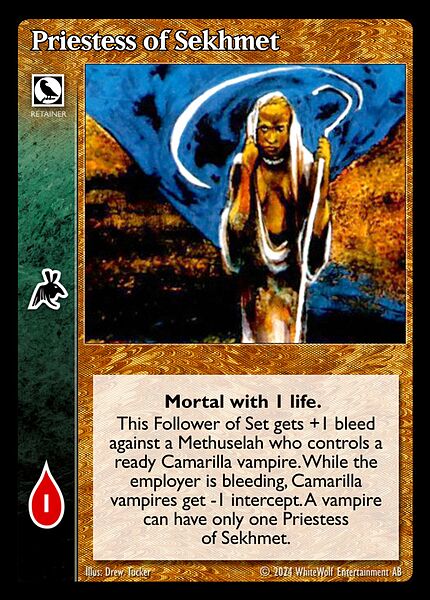 Priestess of Sekhmet
RETAINER
Mortal with 1 life.
This Follower of Set gets +1 bleed
against a Methuselah who controls a
ready Camarilla vampire. While the
employer is bleeding, Camarilla
vampires get -1 intercept. A vampire
can have only one Priestess
of Sekhmet.
1
Illus: Drew Tucker
© 2024 WhiteWolf Entertainment AB